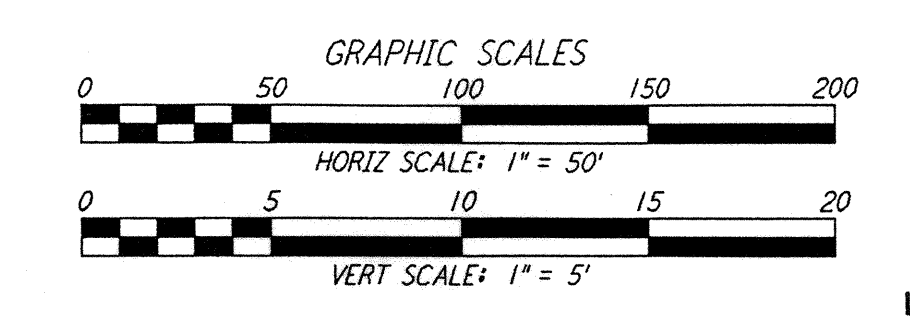 GRAPHIC SCALES
0 50 100 150 200
HORIZ SCALE: 1" = 50'
0 5 10 15 20
VERT SCALE: 1" = 5'